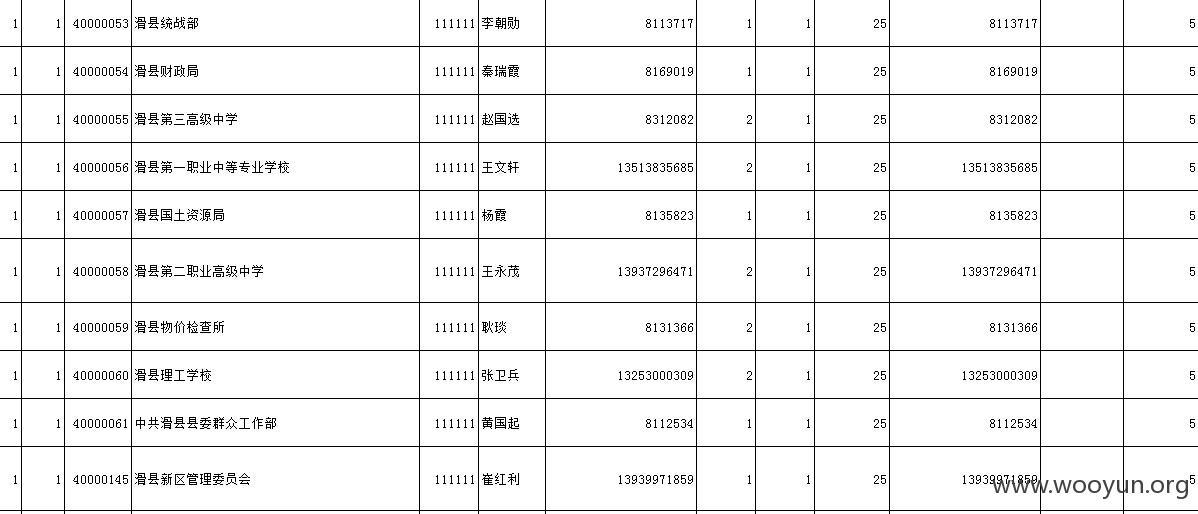 1 1 40000053 滑县统战部 111111 李朝勋 8113717 1 1 25 8113717 5
1 1 40000054 滑县财政局 111111 秦瑞霞 8169019 1 1 25 8169019 5
1 1 40000055 滑县第三高级中学 111111 赵国选 8312082 2 1 25 8312082 5
1 1 40000056 滑县第一职业中等专业学校 111111 王文轩 13513835685 2 1 25 13513835685 5
1 1 40000057 滑县国土资源局 111111 杨霞 8135823 1 1 25 8135823 5
1 1 40000058 滑县第二职业高级中学 111111 王永茂 13937296471 2 1 25 13937296471 5
1 1 40000059 滑县物价检查所 111111 耿琰 8131366 2 1 25 8131366 5
1 1 40000060 滑县理工学校 111111 张卫兵 13253000309 2 1 25 13253000309 5
1 1 40000061 中共滑县县委群众工作部 111111 黄国起 8112534 1 1 25 8112534 5
1 1 40000145 滑县新区管理委员会 111111 崔红利 13939971859 1 1 25 13939971859 5
www.wooyun.org